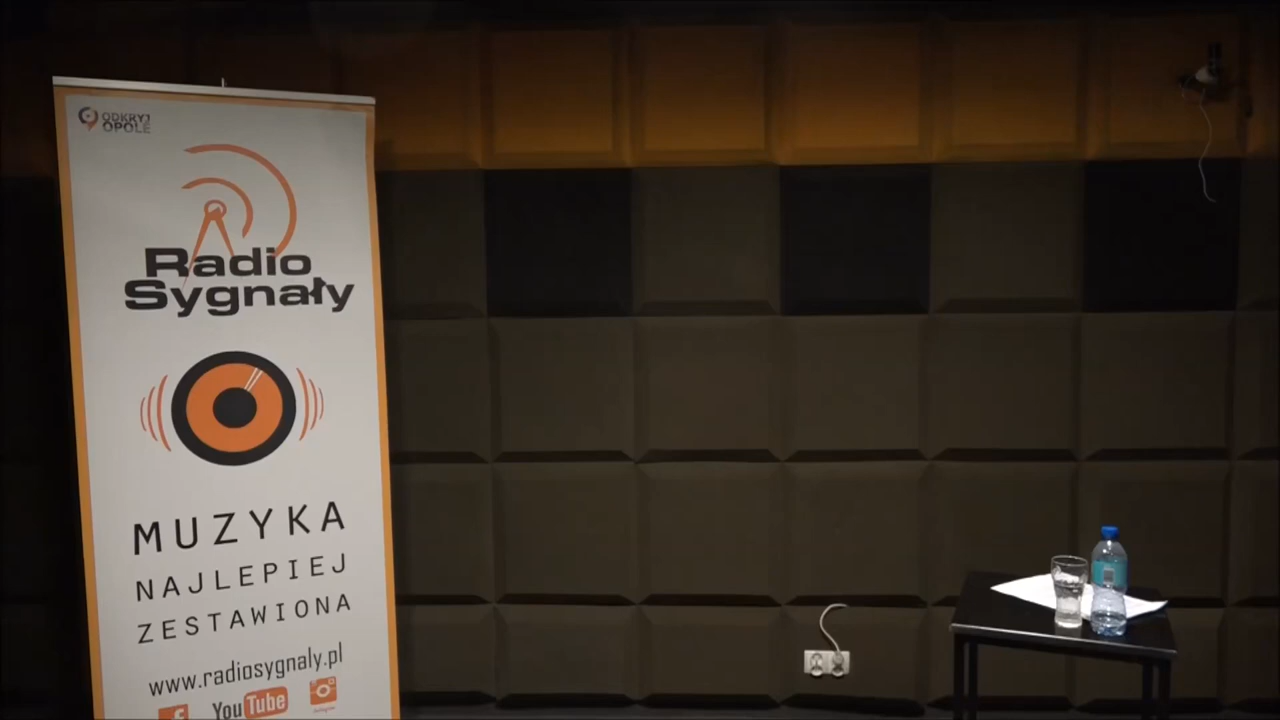 ODKRYJ
OPOLE
Radio
Sygnały
MUZYKA
NAJLEPIEJ
ZESTAWIONA
www.radiosygnaly.pl
f YouTube